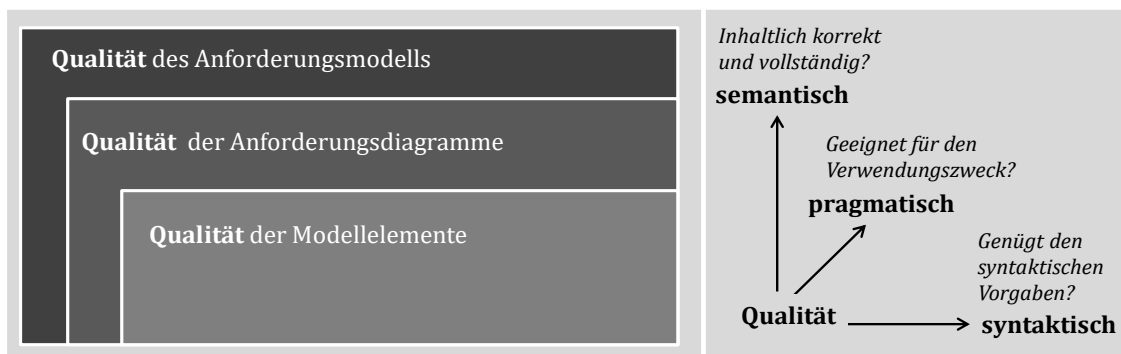 Qualität des Anforderungsmodells
Qualität der Anforderungsdiagramme
Qualität der Modellelemente
Inhaltlich korrekt
und vollständig?
semantisch
Geeignet für den
Verwendungszweck?
pragmatisch
Genügt den
syntaktischen
Vorgaben?
Qualität
syntaktisch